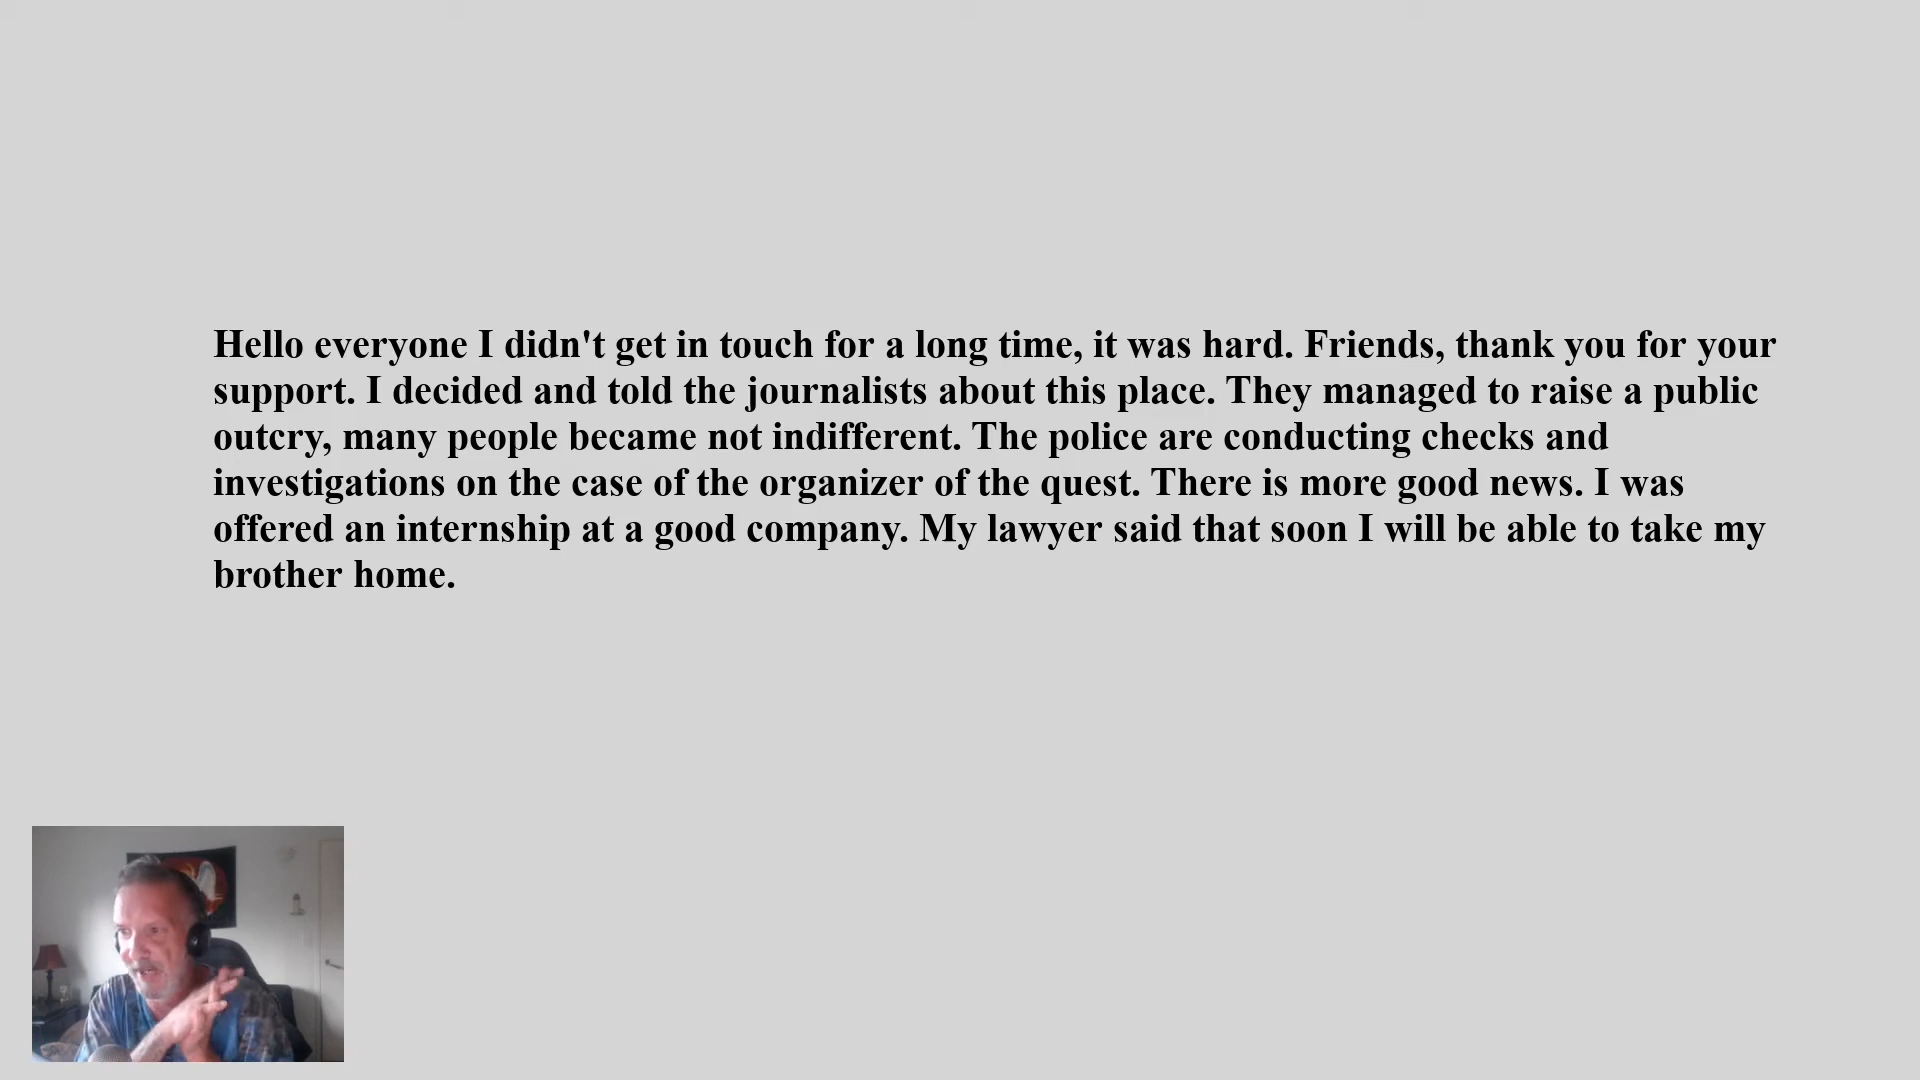 Hello everyone I didn't get in touch for a long time, it was hard. Friends, thank you for your
support. I decided and told the journalists about this place. They managed to raise a public
outcry, many people became not indifferent. The police are conducting checks and
investigations on the case of the organizer of the quest. There is more good news. I was
offered an internship at a good company. My lawyer said that soon I will be able to take my
brother home.